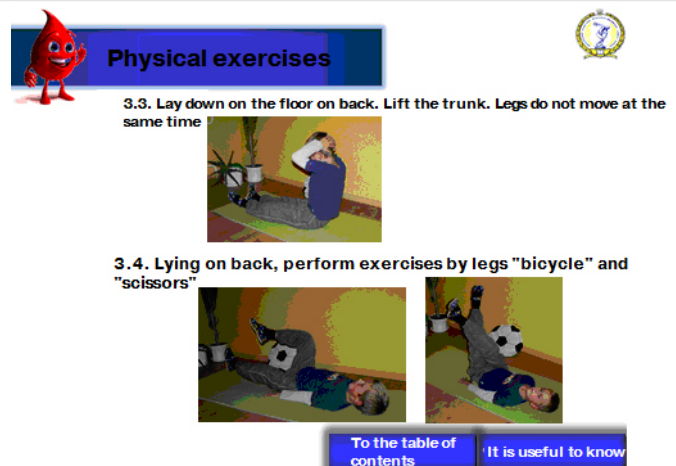 Physical exercises
3.3. Lay down on the floor on back. Lift the trunk. Legs do not move at the
same time
3.4. Lying on back, perform exercises by legs "bicycle" and
"scissors"
To the table of
contents
It is useful to know